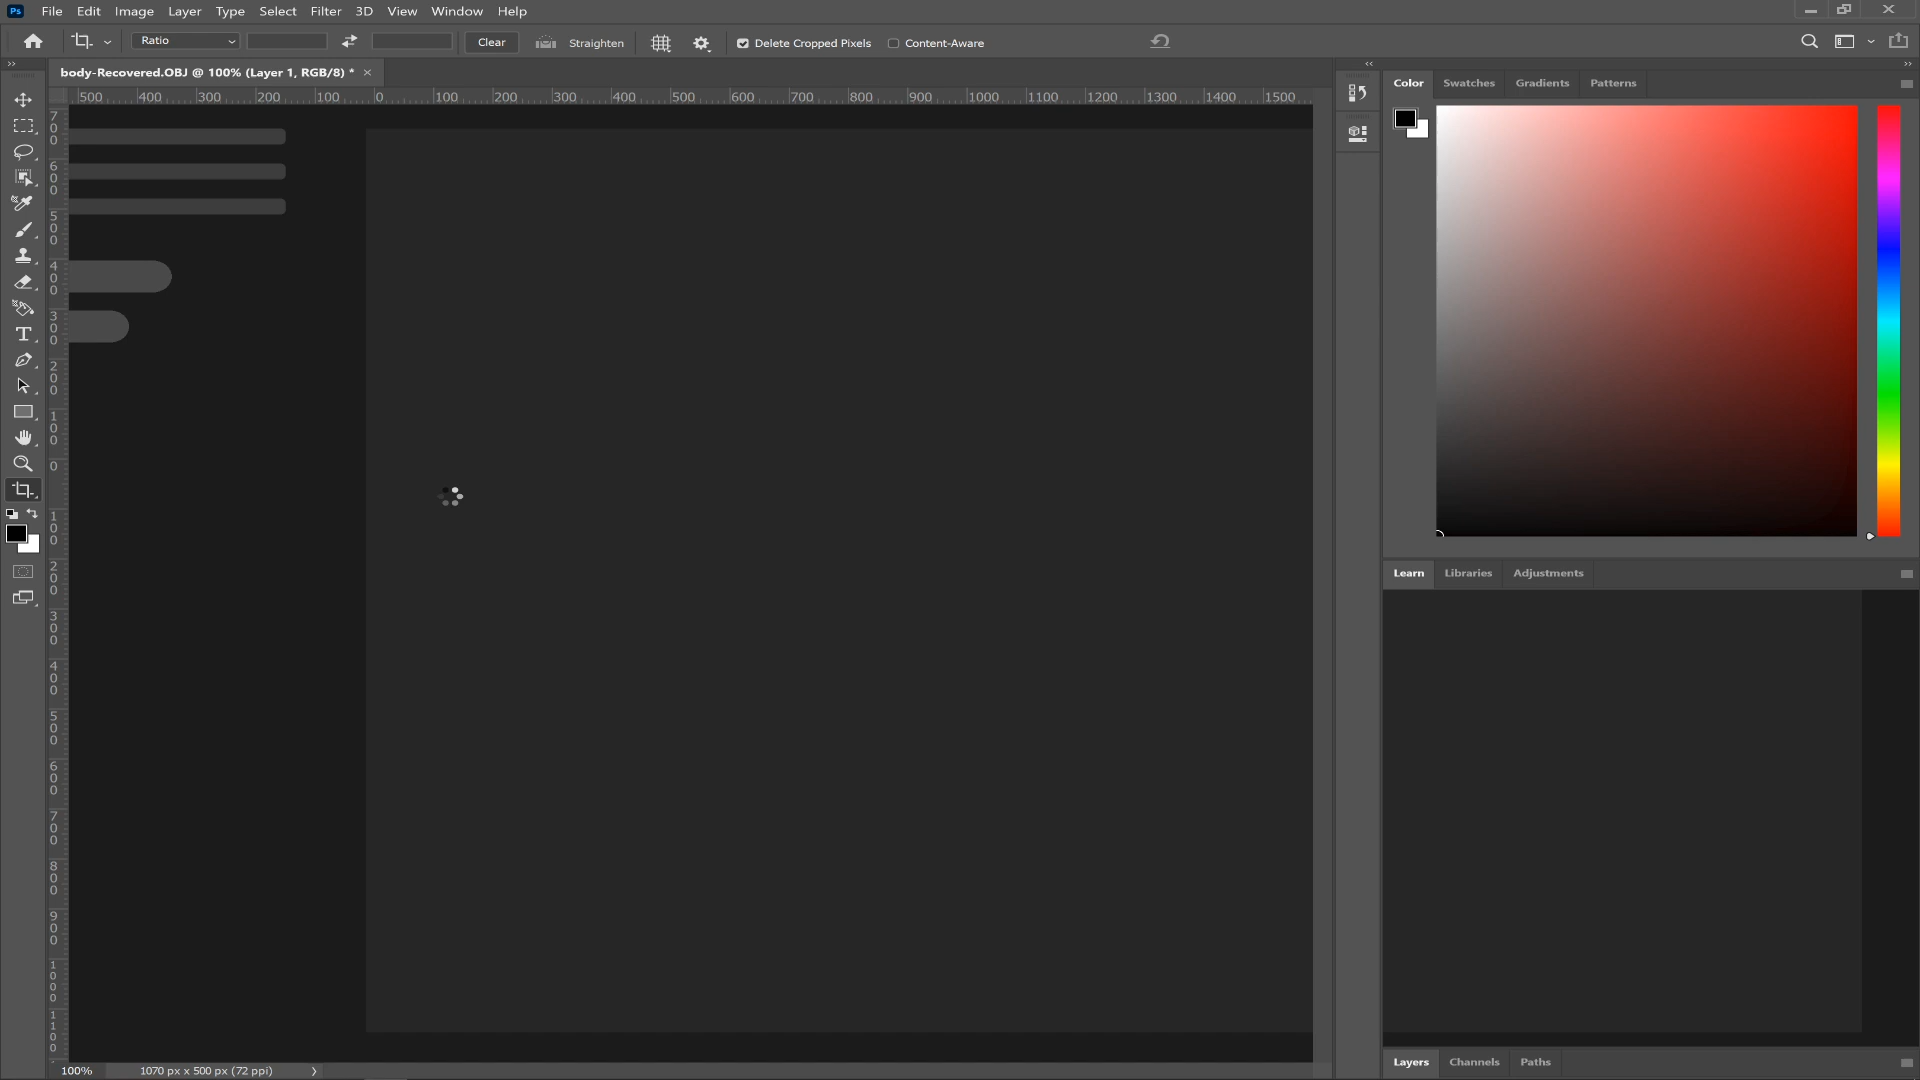 Ps File Edit Image Layer Type Select Filter 3D View Window Help
Ratio Clear Straighten Delete Cropped Pixels Content-Aware
body-Recovered.OBJ @ 100% (Layer 1, RGB/8) *
500 400 300 200 100 0 100 200 300 400 500 600 700 800 900 1000 1100 1200 1300 1400 1500
700
600
500
400
300
200
100
0
100
200
300
400
500
600
700
800
900
1000
1100
Color Swatches Gradients Patterns
Learn Libraries Adjustments
Layers Channels Paths
100% 1070 px x 500 px (72 ppi)